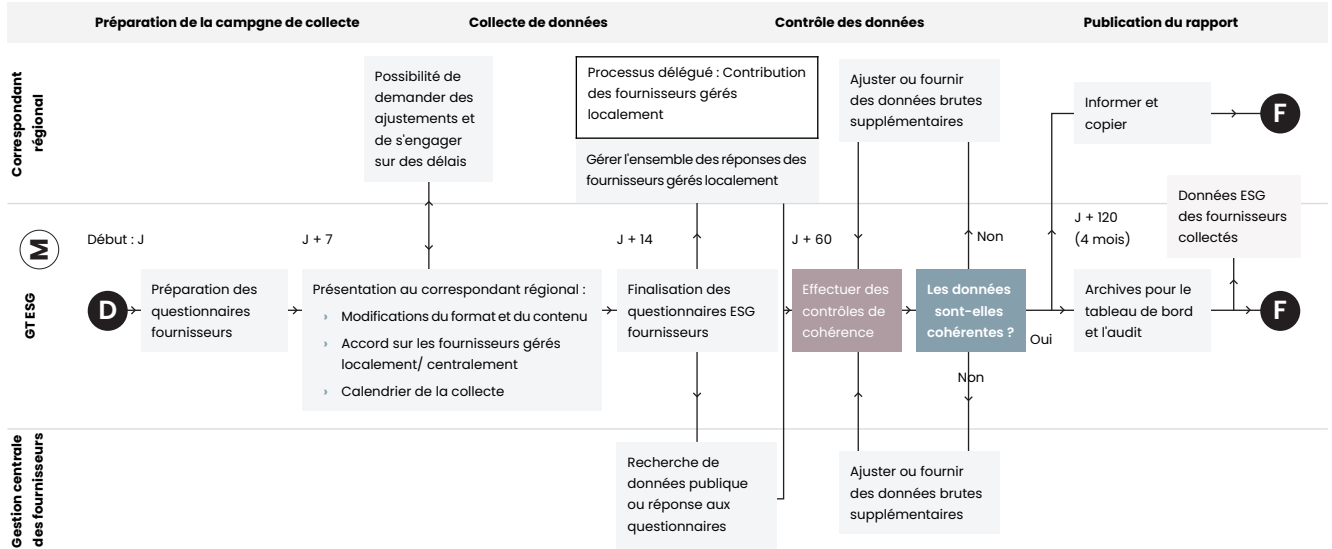 Préparation de la campgne de collecte
Collecte de données
Contrôle des données
Publication du rapport
Correspondant
régional
Possibilité de
demander des
ajustements et
de s'engager
sur des délais
Processus délégué : Contribution
des fournisseurs gérés
localement
Gérer l'ensemble des réponses des
fournisseurs gérés localement
Ajuster ou fournir
des données brutes
supplémentaires
Informer et
copier
F
Données ESG
des fournisseurs
collectés
M
GT ESG
Début : J
J + 7
J + 14
J + 60
Non
J + 120
(4 mois)
D
Préparation des
questionnaires
fournisseurs
Présentation au correspondant régional :
› Modifications du format et du contenu
› Accord sur les fournisseurs gérés
localement/ centralement
› Calendrier de la collecte
Finalisation des
questionnaires ESG
fournisseurs
Effectuer des
contrôles de
cohérence
Les données
sont-elles
cohérentes ?
Oui
Non
Archives pour le
tableau de bord
et l'audit
F
Gestion centrale
des fournisseurs
Recherche de
données publique
ou réponse aux
questionnaires
Ajuster ou fournir
des données brutes
supplémentaires